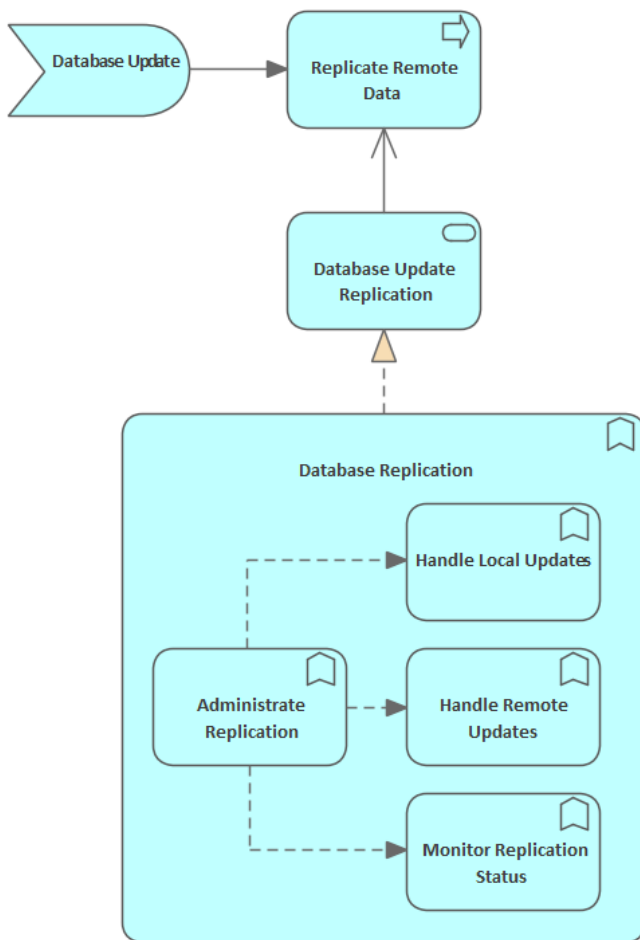 Database Update
Replicate Remote
Data
Database Update
Replication
Database Replication
Handle Local Updates
Administrate
Replication
Handle Remote
Updates
Monitor Replication
Status